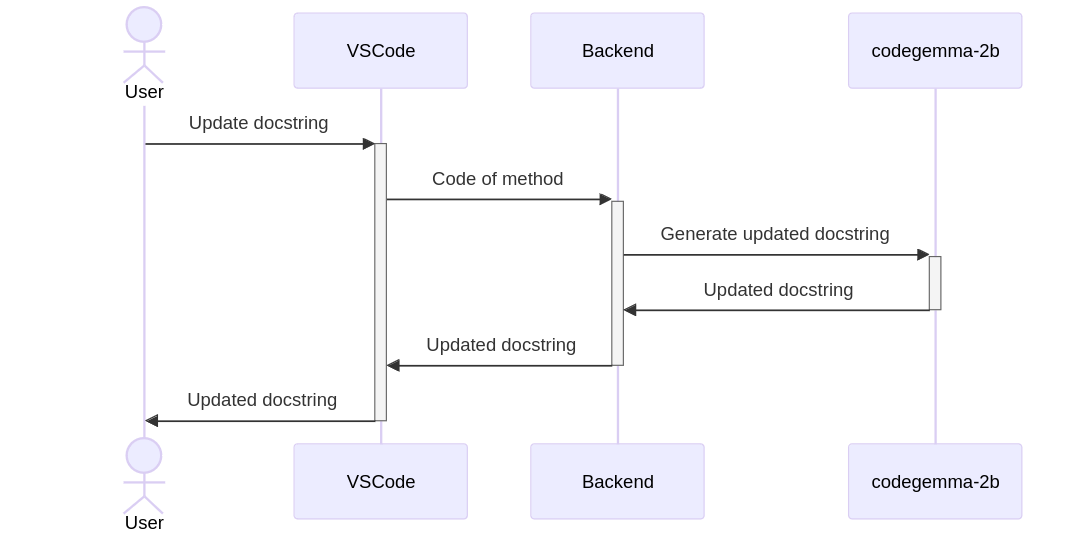 User
VSCode
Backend
codegemma-2b
Update docstring
Code of method
Generate updated docstring
Updated docstring
Updated docstring
Updated docstring
User
VSCode
Backend
codegemma-2b